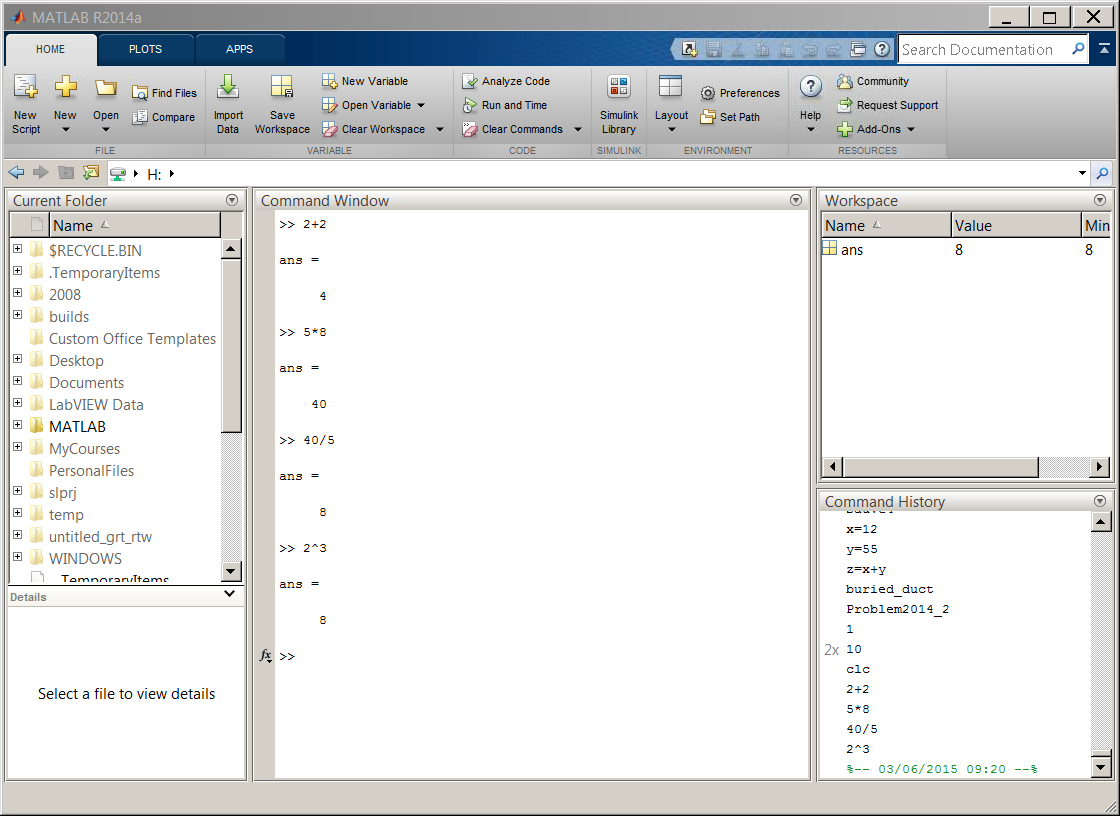 MATLAB R2014a
HOME PLOTS APPS
Search Documentation
New Script
New
Open
Find Files
Compare
FILE
Import Data
Save Workspace
New Variable
Open Variable
Clear Workspace
VARIABLE
Analyze Code
Run and Time
Clear Commands
CODE
Simulink Library
SIMULINK
Layout
Preferences
Set Path
ENVIRONMENT
Help
Community
Request Support
Add-Ons
RESOURCES
H:
Current Folder
Name
$RECYCLE.BIN
.TemporaryItems
2008
builds
Custom Office Templates
Desktop
Documents
LabVIEW Data
MATLAB
MyCourses
PersonalFiles
slprj
temp
untitled_grt_rtw
WINDOWS
._TemporaryItems
Details
Select a file to view details
Command Window
>> 2+2
ans =
4
>> 5*8
ans =
40
>> 40/5
ans =
8
>> 2^3
ans =
8
fx >>
Workspace
Name Value Min
ans 8 8
Command History
x=12
y=55
z=x+y
buried_duct
Problem2014_2
1
2x 10
clc
2+2
5*8
40/5
2^3
%-- 03/06/2015 09:20 --%